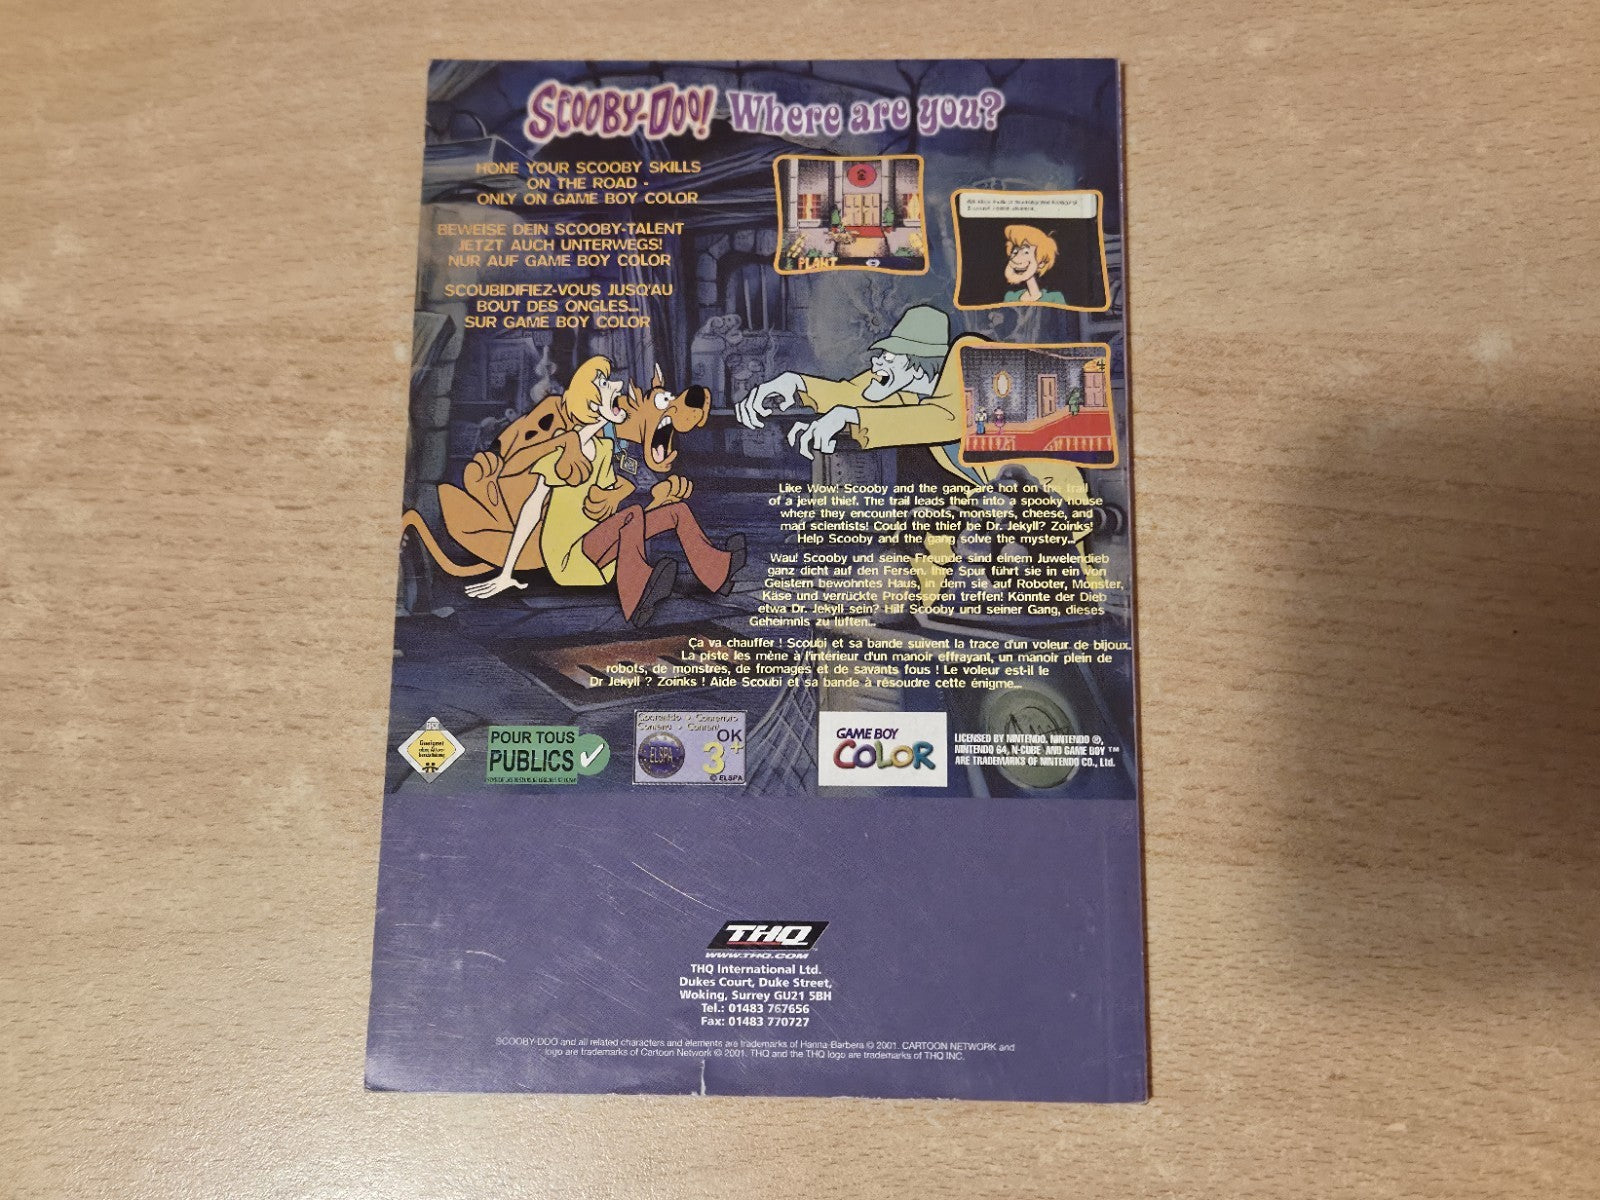 SCOOBY-DOO! Where are you?
HONE YOUR SCOOBY SKILLS
ON THE ROAD -
ONLY ON GAME BOY COLOR
BEWEISE DEIN SCOOBY-TALENT
JETZT AUCH UNTERWEGS!
NUR AUF GAME BOY COLOR
SCOUBIDIFIEZ-VOUS JUSQ'AU
BOUT DES ONGLES...
SUR GAME BOY COLOR
PLANT
4
Like Wow! Scooby and the gang are hot on the trail
of a jewel thief. The trail leads them into a spooky house
where they encounter robots, monsters, cheese, and
mad scientists! Could the thief be Dr. Jekyll? Zoinks!
Help Scooby and the gang solve the mystery...
Wau! Scooby und seine Freunde sind einem Juwelendieb
ganz dicht auf den Fersen. Ihre Spur führt sie in ein von
Geistern bewohntes Haus, in dem sie auf Roboter, Monster,
Käse und verrückte Professoren treffen! Könnte der Dieb
etwa Dr. Jekyll sein? Hilf Scooby und seiner Gang, dieses
Geheimnis zu lüften...
Ça va chauffer ! Scoubi et sa bande suivent la trace d'un voleur de bijoux.
La piste les mène à l'intérieur d'un manoir effrayant, un manoir plein de
robots, de monstres, de fromages et de savants fous ! Le voleur est-il le
Dr Jekyll ? Zoinks ! Aide Scoubi et sa bande à résoudre cette énigme...
Geeignet
ohne Alters-
beschränkung
POUR TOUS
PUBLICS
Contenido • Contenuto
Contenu • Content
ELSPA
OK
3+
© ELSPA
GAME BOY
COLOR
LICENSED BY NINTENDO. NINTENDO ®,
NINTENDO 64, N-CUBE AND GAME BOY ™
ARE TRADEMARKS OF NINTENDO CO., Ltd.
THQ
WWW.THQ.COM
THQ International Ltd.
Dukes Court, Duke Street,
Woking, Surrey GU21 5BH
Tel.: 01483 767656
Fax: 01483 770727
SCOOBY-DOO and all related characters and elements are trademarks of Hanna-Barbera © 2001. CARTOON NETWORK and
logo are trademarks of Cartoon Network © 2001. THQ and the THQ logo are trademarks of THQ INC.